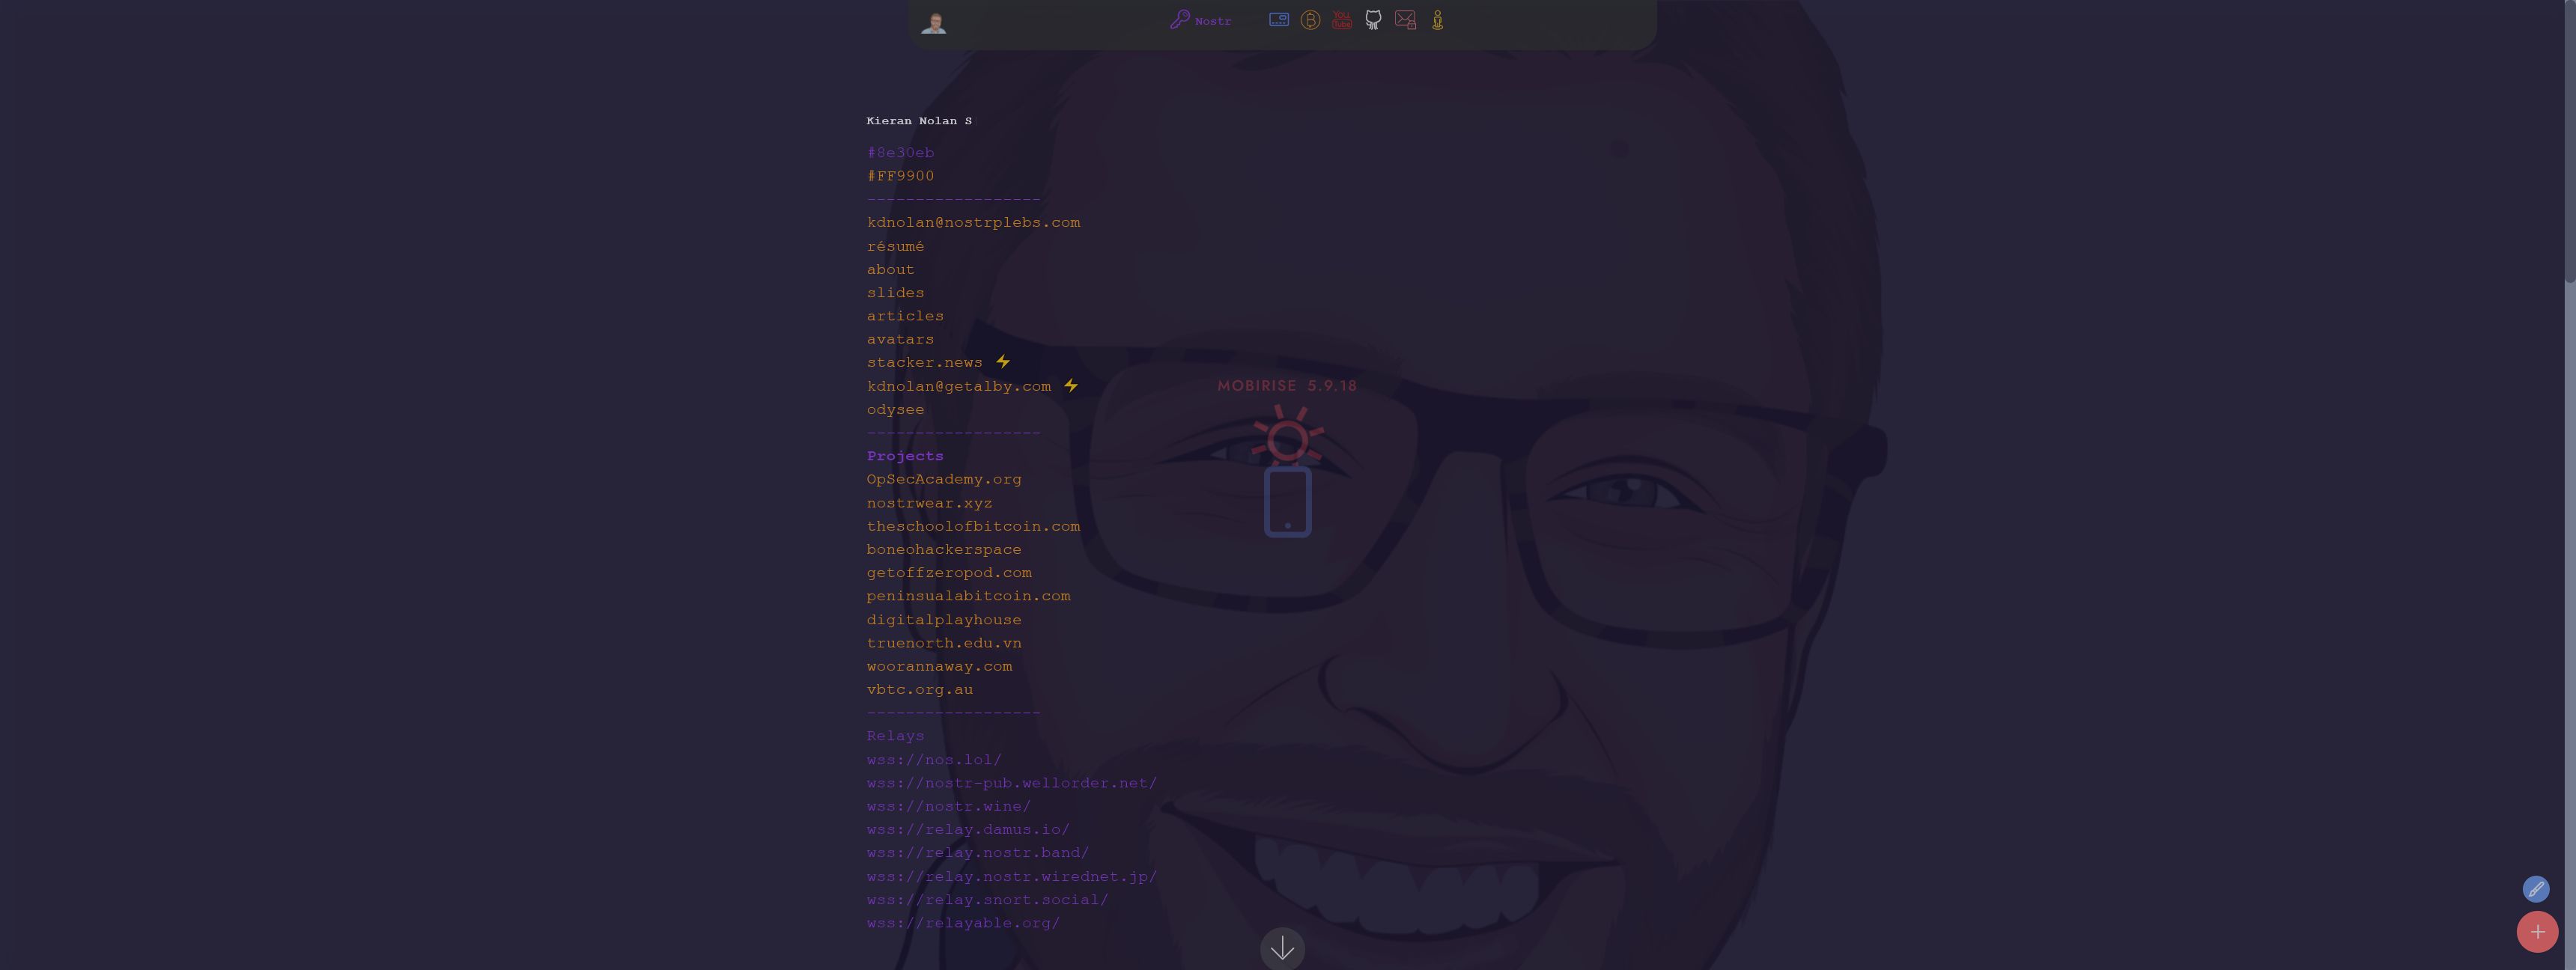 Nostr
Kieran Nolan S
#8e30eb
#FF9900
------------------
kdnolan@nostrplebs.com
résumé
about
slides
articles
avatars
stacker.news
kdnolan@getalby.com
odysee
------------------
Projects
OpSecAcademy.org
nostrwear.xyz
theschoolofbitcoin.com
boneohackerspace
getoffzeropod.com
peninsualabitcoin.com
digitalplayhouse
truenorth.edu.vn
woorannaway.com
vbtc.org.au
------------------
Relays
wss://nos.lol/
wss://nostr-pub.wellorder.net/
wss://nostr.wine/
wss://relay.damus.io/
wss://relay.nostr.band/
wss://relay.nostr.wirednet.jp/
wss://relay.snort.social/
wss://relayable.org/
MOBIRISE 5.9.18
You
Tube